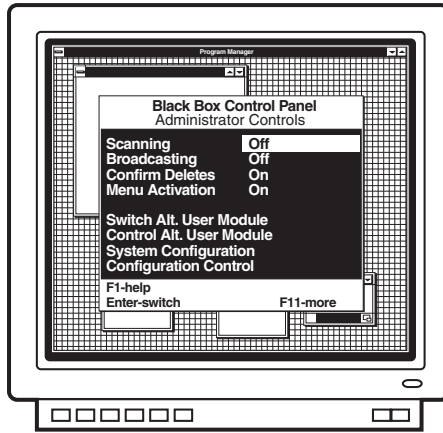 Program Manager
Black Box Control Panel
Administrator Controls
Scanning Off
Broadcasting Off
Confirm Deletes On
Menu Activation On
Switch Alt. User Module
Control Alt. User Module
System Configuration
Configuration Control
F1-help
Enter-switch F11-more